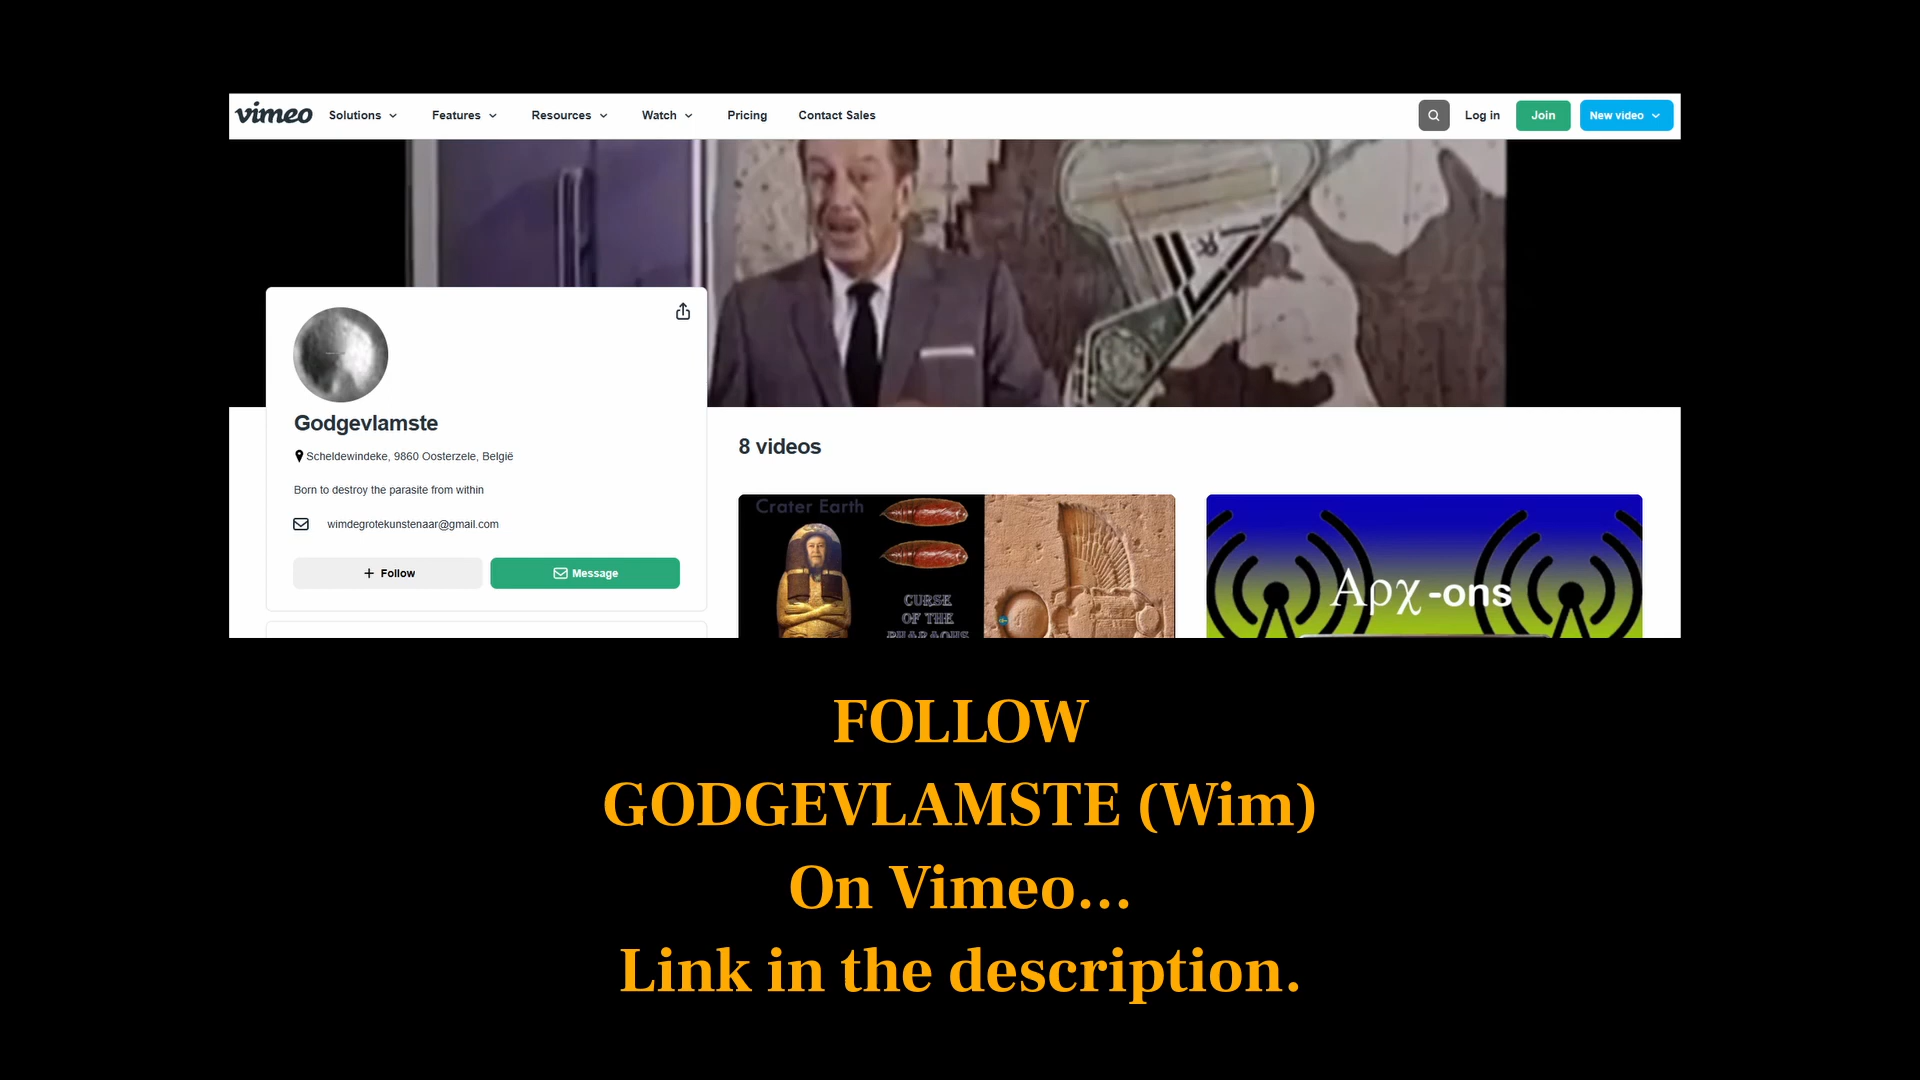 vimeo Solutions Features Resources Watch Pricing Contact Sales Log in Join New video
Godgevlamste
Scheldewindeke, 9860 Oosterzele, België
Born to destroy the parasite from within
wimdegrotekunstenaar@gmail.com
+ Follow Message
8 videos
Crater Earth
CURSE
OF THE
PHARAOHS
Αρχ-ons
FOLLOW
GODGEVLAMSTE (Wim)
On Vimeo...
Link in the description.